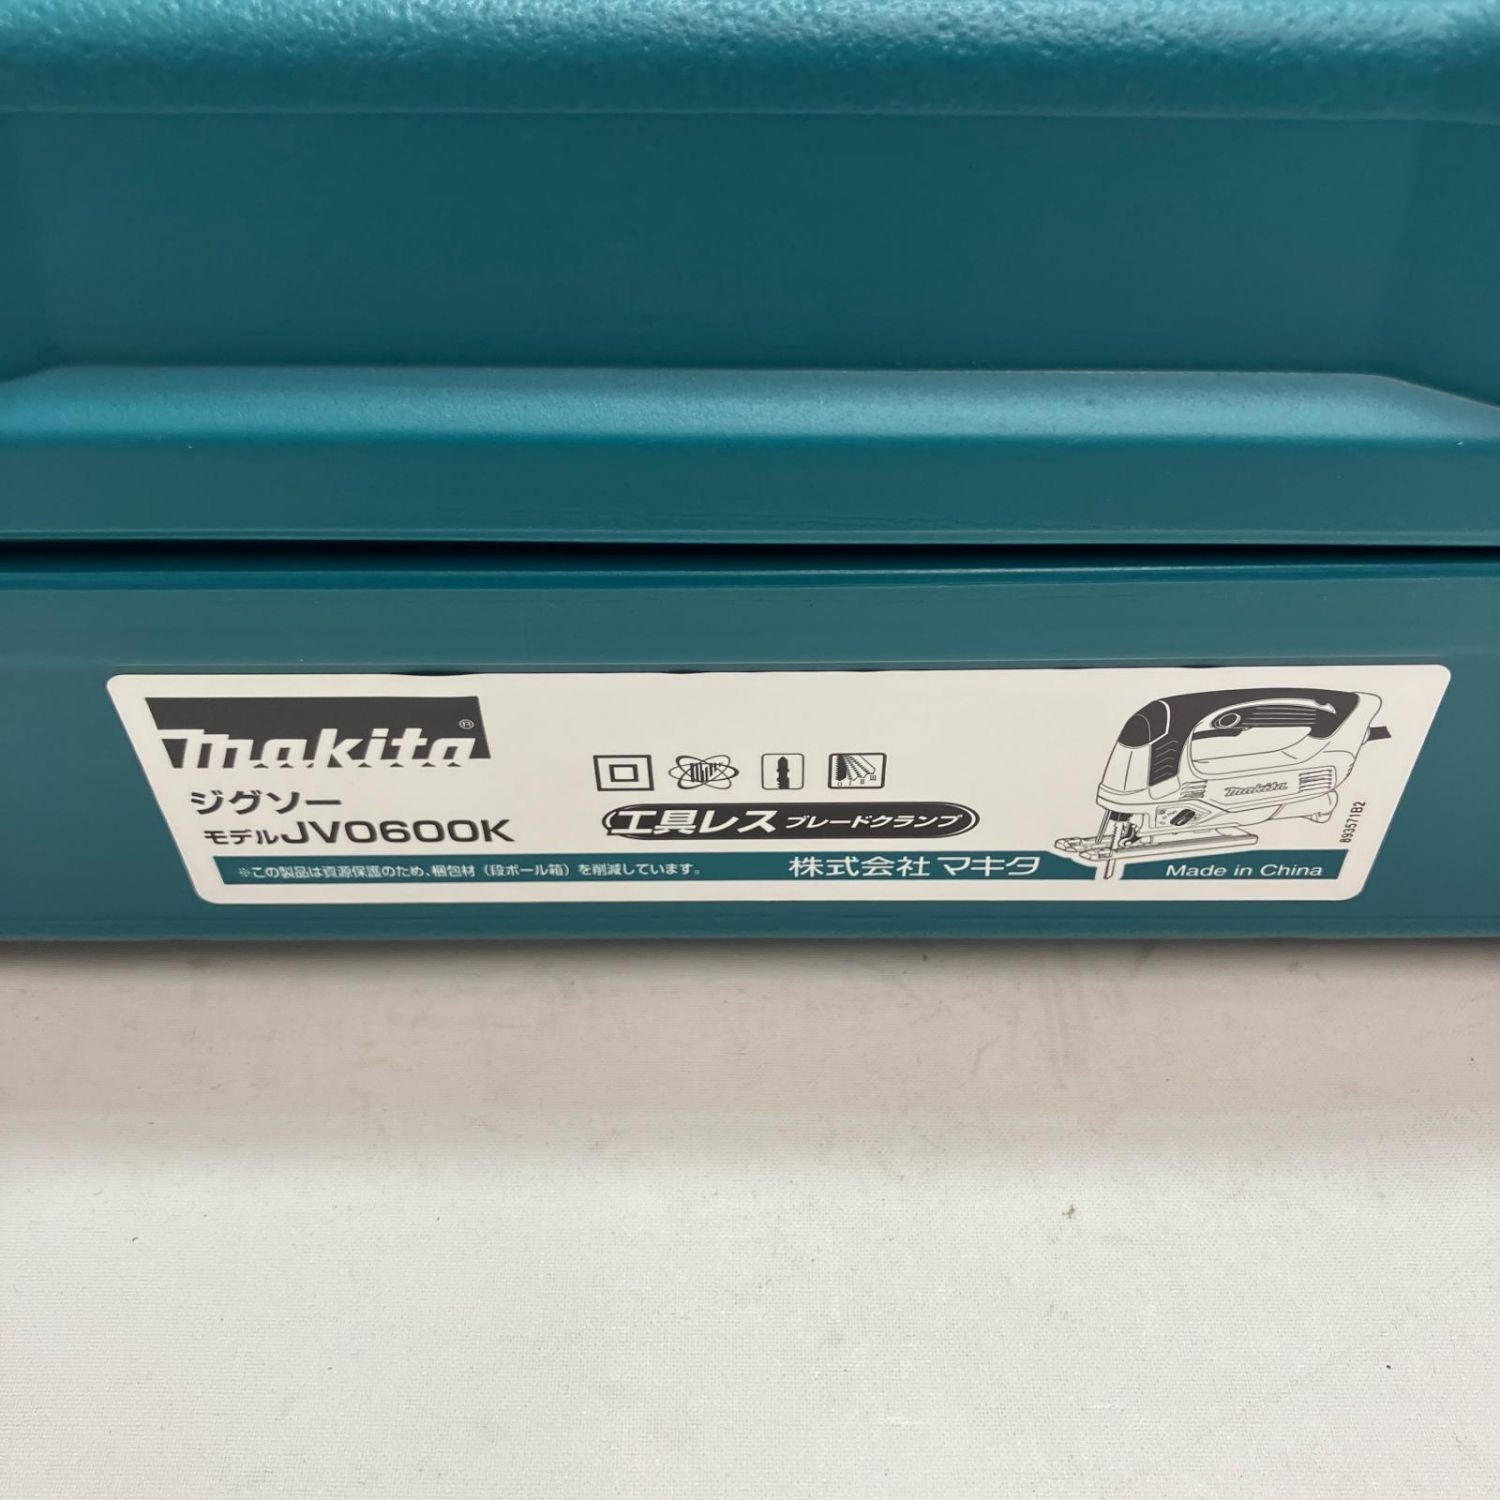 makita®
ジグソー
モデルJV0600K
工具レス ブレードクランプ
makita
893571B2
※この製品は資源保護のため、梱包材(段ボール箱)を削減しています。
株式会社マキタ
Made in China